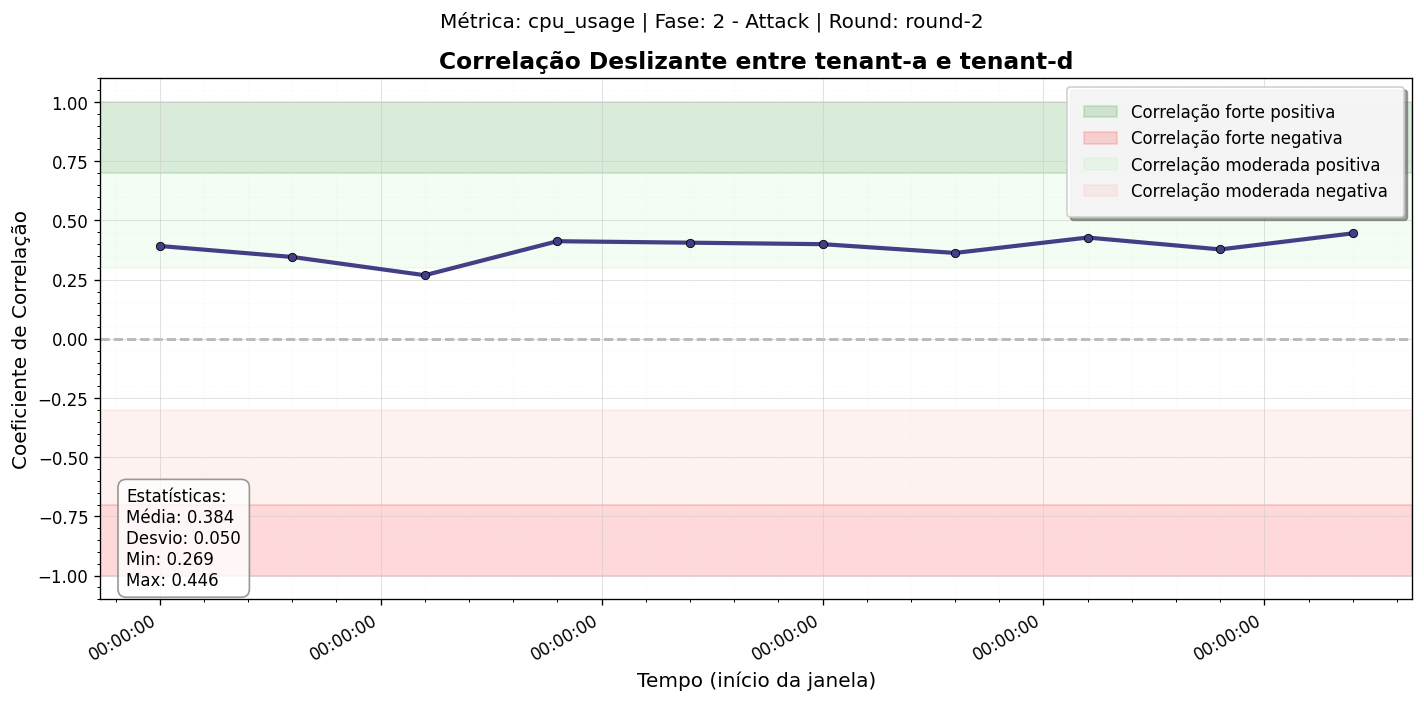 Métrica: cpu_usage | Fase: 2 - Attack | Round: round-2
Correlação Deslizante entre tenant-a e tenant-d
Correlação forte positiva
Correlação forte negativa
Correlação moderada positiva
Correlação moderada negativa
Coeficiente de Correlação
1.00
0.75
0.50
0.25
0.00
−0.25
−0.50
−0.75
−1.00
Estatísticas:
Média: 0.384
Desvio: 0.050
Min: 0.269
Max: 0.446
00:00:00
00:00:00
00:00:00
00:00:00
00:00:00
00:00:00
Tempo (início da janela)